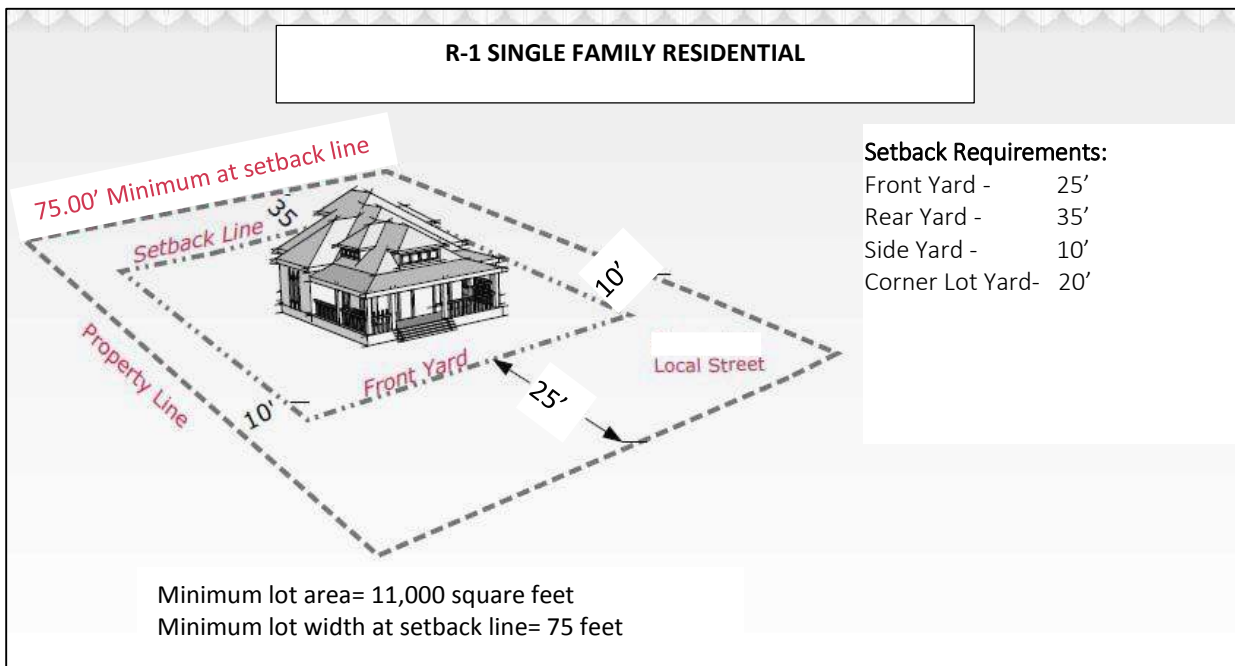 R-1 SINGLE FAMILY RESIDENTIAL
75.00’ Minimum at setback line
35
Setback Line
10’
Property Line
Front Yard
10’
25’
Local Street
Setback Requirements:
Front Yard - 25’
Rear Yard - 35’
Side Yard - 10’
Corner Lot Yard- 20’
Minimum lot area= 11,000 square feet
Minimum lot width at setback line= 75 feet